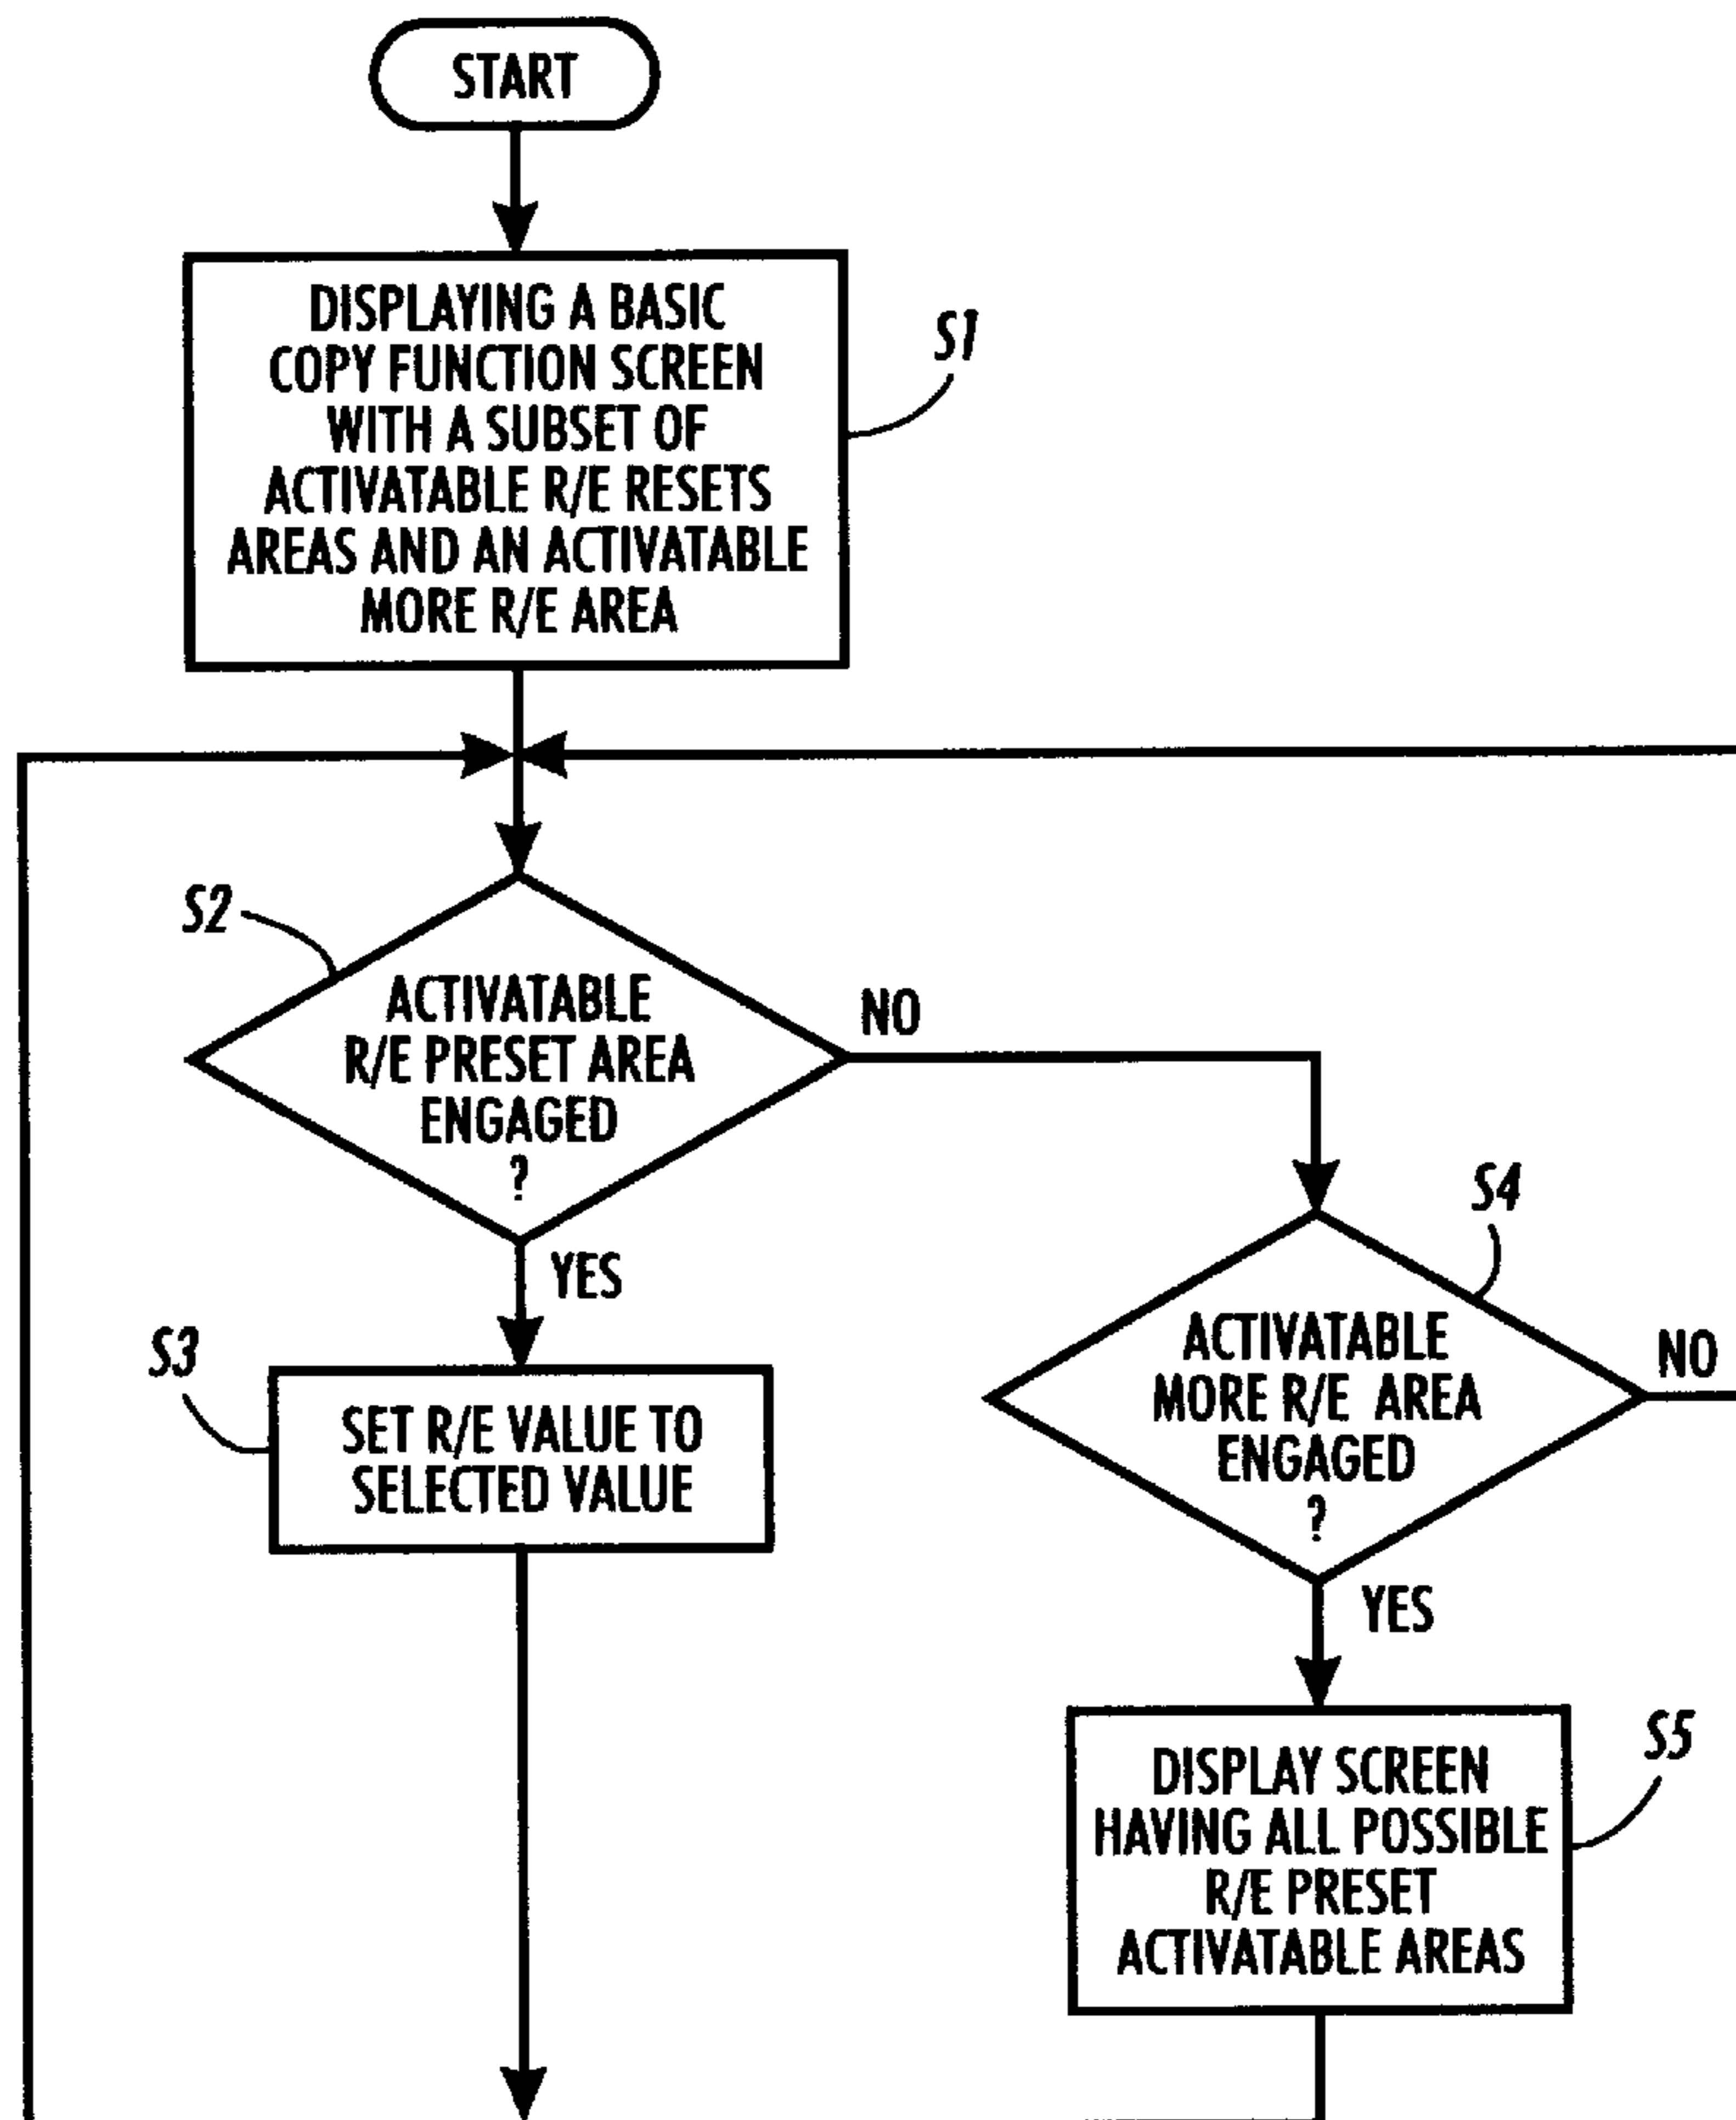 START
DISPLAYING A BASIC
COPY FUNCTION SCREEN
WITH A SUBSET OF
ACTIVATABLE R/E RESETS
AREAS AND AN ACTIVATABLE
MORE R/E AREA
S1
S2
ACTIVATABLE
R/E PRESET AREA
ENGAGED
?
NO
YES
S3
SET R/E VALUE TO
SELECTED VALUE
S4
ACTIVATABLE
MORE R/E AREA
ENGAGED
?
NO
YES
S5
DISPLAY SCREEN
HAVING ALL POSSIBLE
R/E PRESET
ACTIVATABLE AREAS